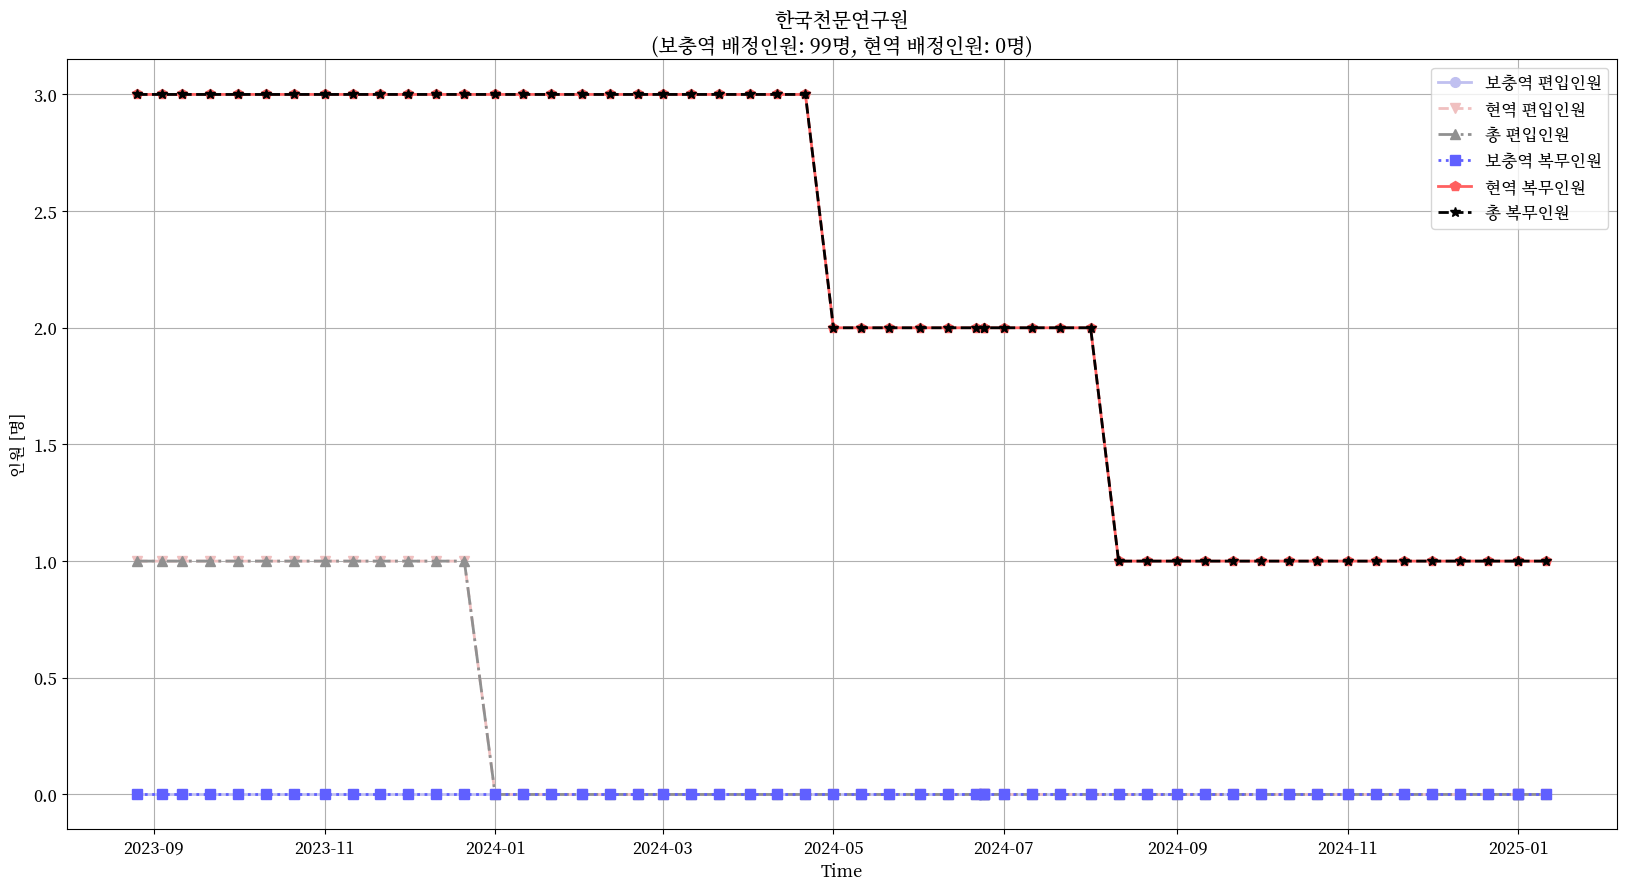 한국천문연구원
(보충역 배정인원: 99명, 현역 배정인원: 0명)
보충역 편입인원
현역 편입인원
총 편입인원
보충역 복무인원
현역 복무인원
총 복무인원
인원 [명]
3.0
2.5
2.0
1.5
1.0
0.5
0.0
2023-09
2023-11
2024-01
2024-03
2024-05
2024-07
2024-09
2024-11
2025-01
Time